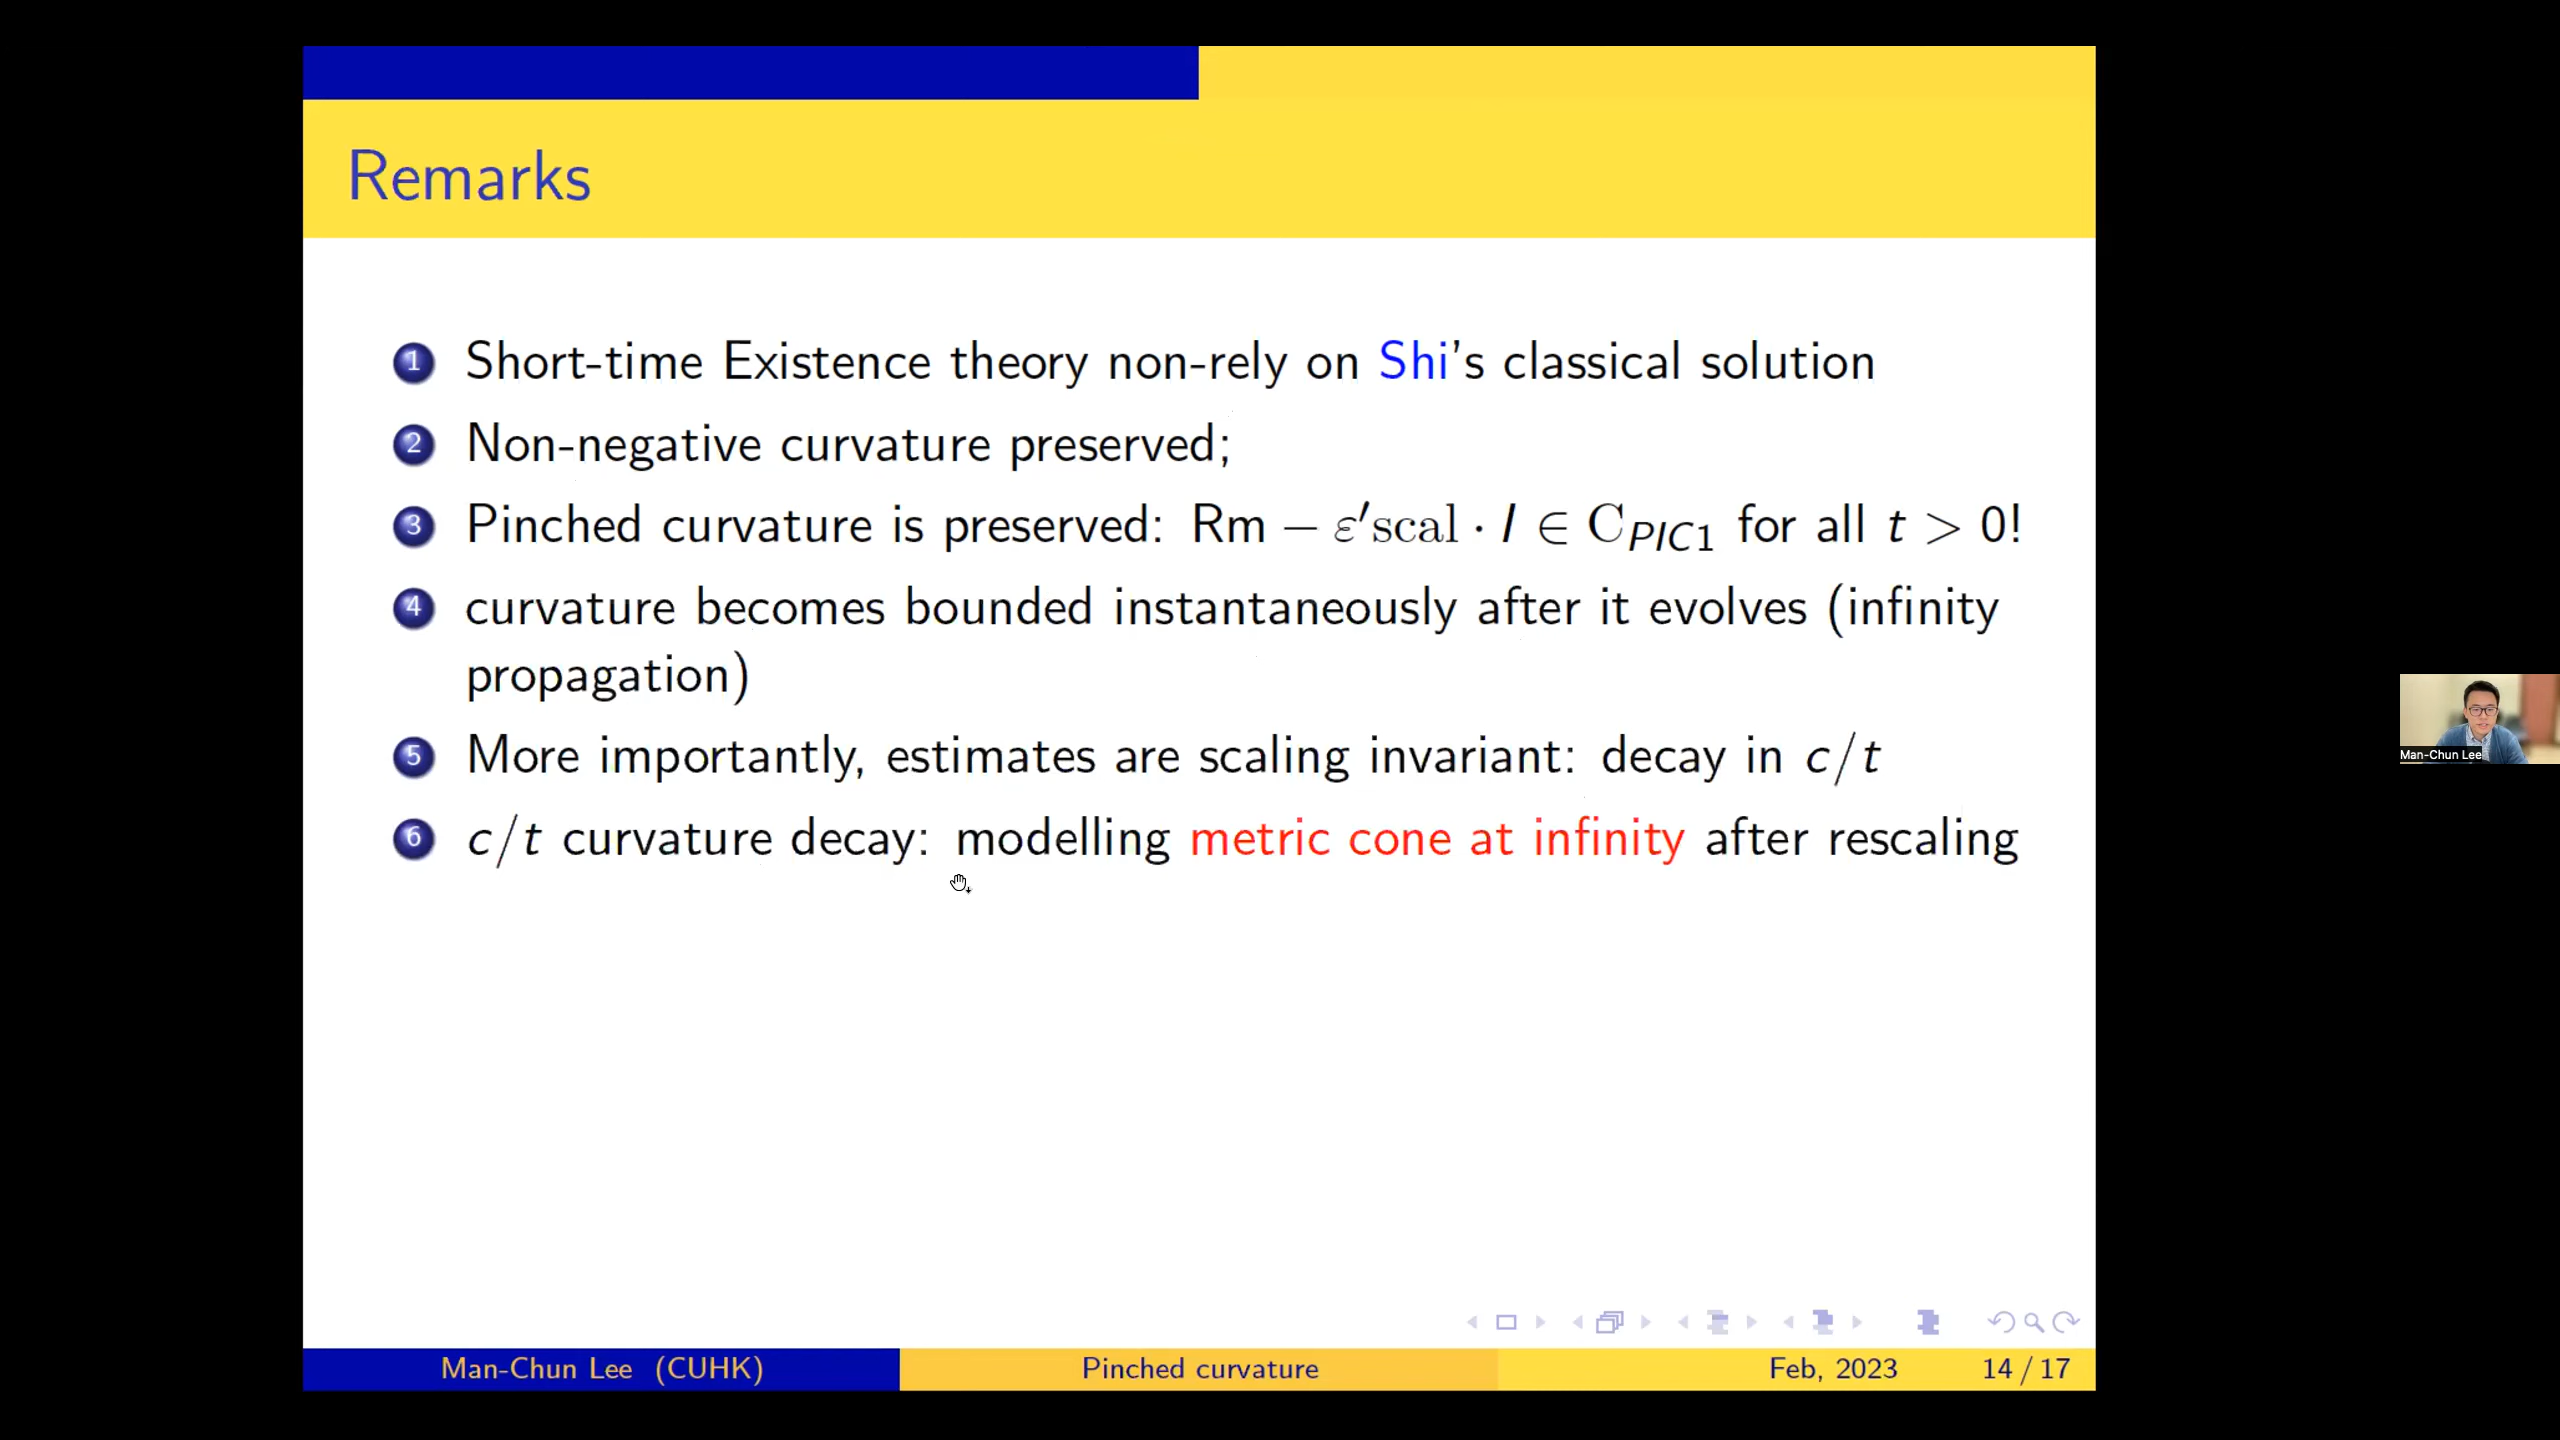 Remarks
1 Short-time Existence theory non-rely on Shi's classical solution
2 Non-negative curvature preserved;
3 Pinched curvature is preserved: Rm − ε′scal · I ∈ C_PIC1 for all t > 0!
4 curvature becomes bounded instantaneously after it evolves (infinity
propagation)
5 More importantly, estimates are scaling invariant: decay in c/t
6 c/t curvature decay: modelling metric cone at infinity after rescaling
Man-Chun Lee
Man-Chun Lee (CUHK) Pinched curvature Feb, 2023 14 / 17